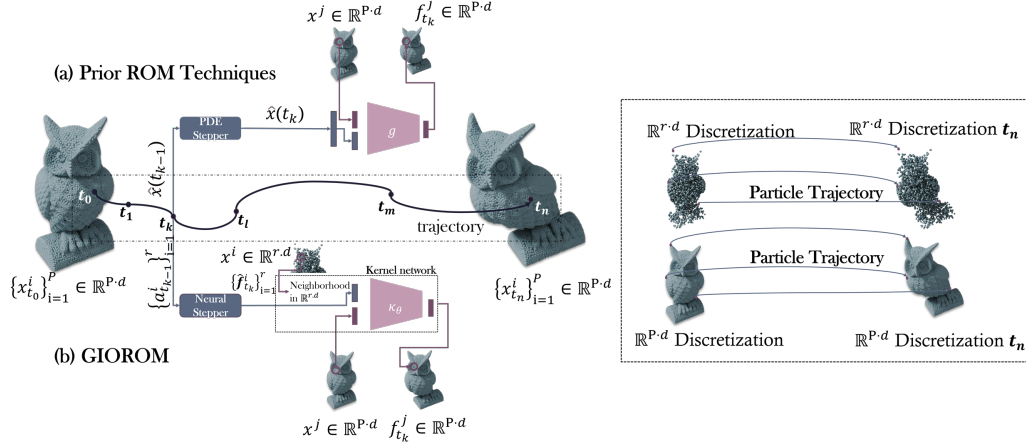 x^j ∈ ℝ^{P·d}
f^j_{t_k} ∈ ℝ^{P·d}
(a) Prior ROM Techniques
PDE
Stepper
x̂(t_k)
g
x̂(t_{k-1})
t_0
t_1
t_k
t_l
t_m
t_n
trajectory
{x^i_{t_0}}^P_{i=1} ∈ ℝ^{P·d}
{a^i_{t_{k-1}}}^r_{i=1}
x^i ∈ ℝ^{r.d}
{f̂^i_{t_k}}^r_{i=1}
Kernel network
Neighborhood
in ℝ^{r.d}
κ_θ
{x^i_{t_n}}^P_{i=1} ∈ ℝ^{P·d}
Neural
Stepper
(b) GIOROM
x^j ∈ ℝ^{P·d}
f^j_{t_k} ∈ ℝ^{P·d}
ℝ^{r·d} Discretization
ℝ^{r·d} Discretization t_n
Particle Trajectory
Particle Trajectory
ℝ^{P·d} Discretization
ℝ^{P·d} Discretization t_n